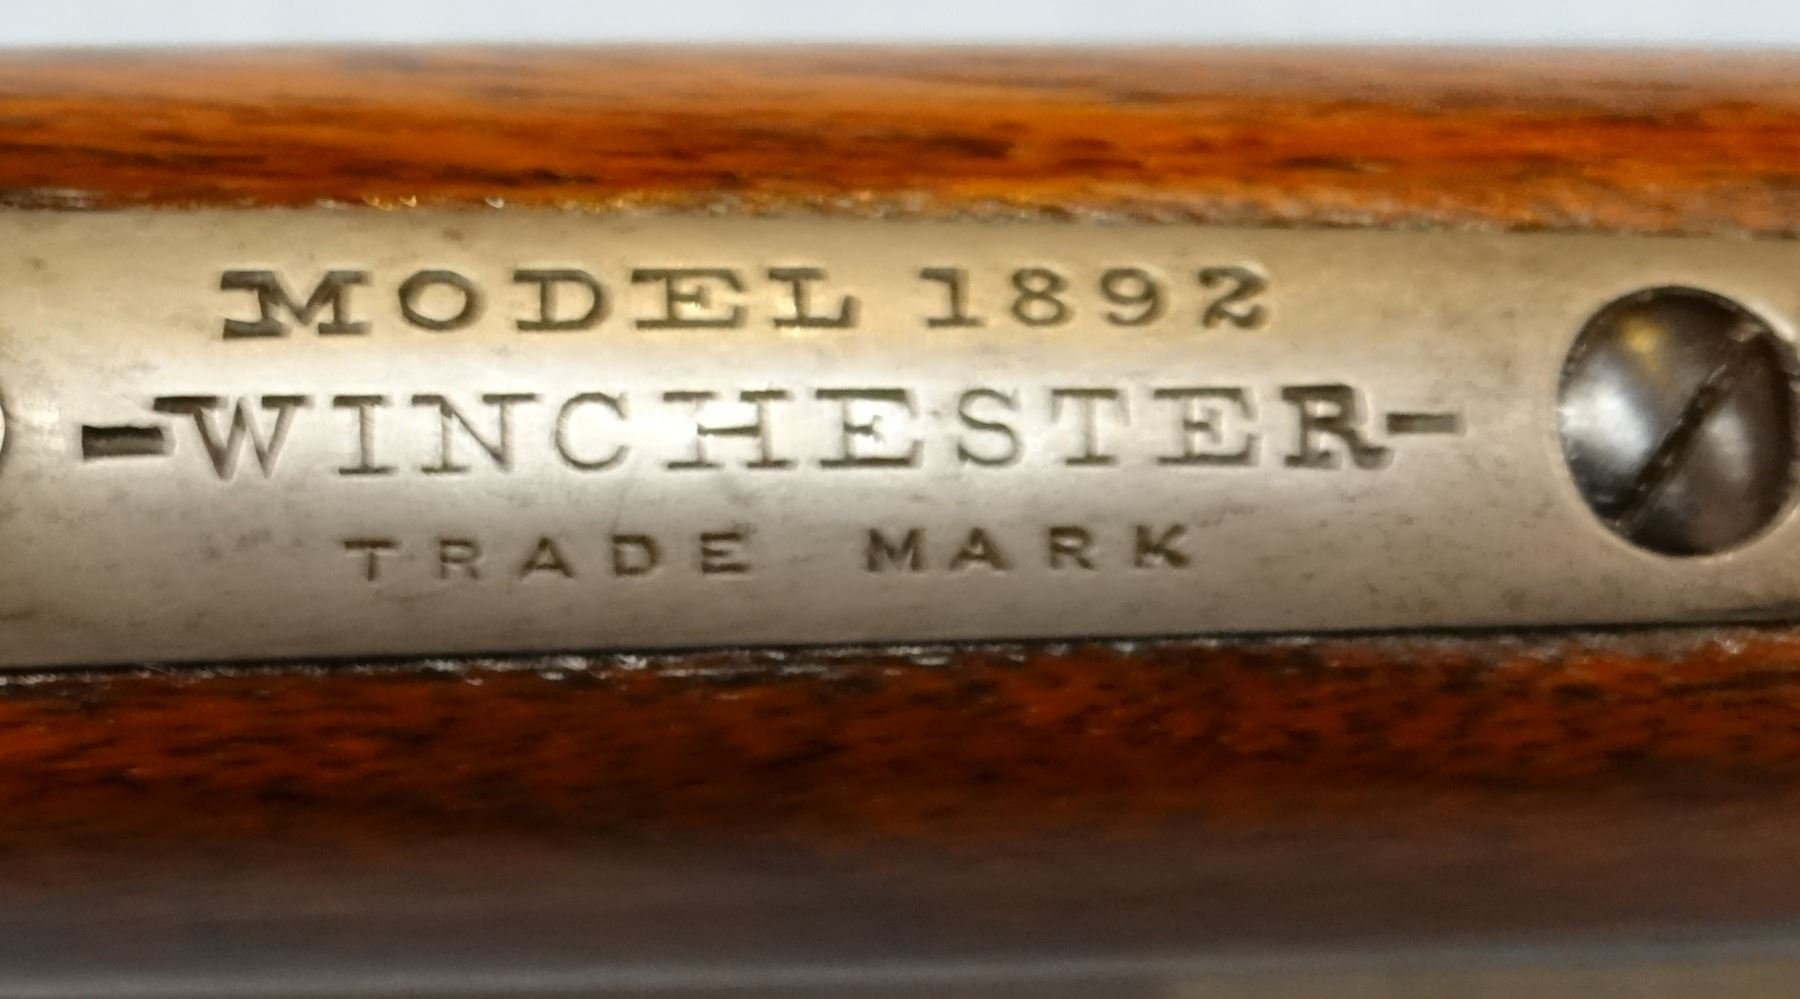 MODEL 1892
-WINCHESTER-
TRADE MARK